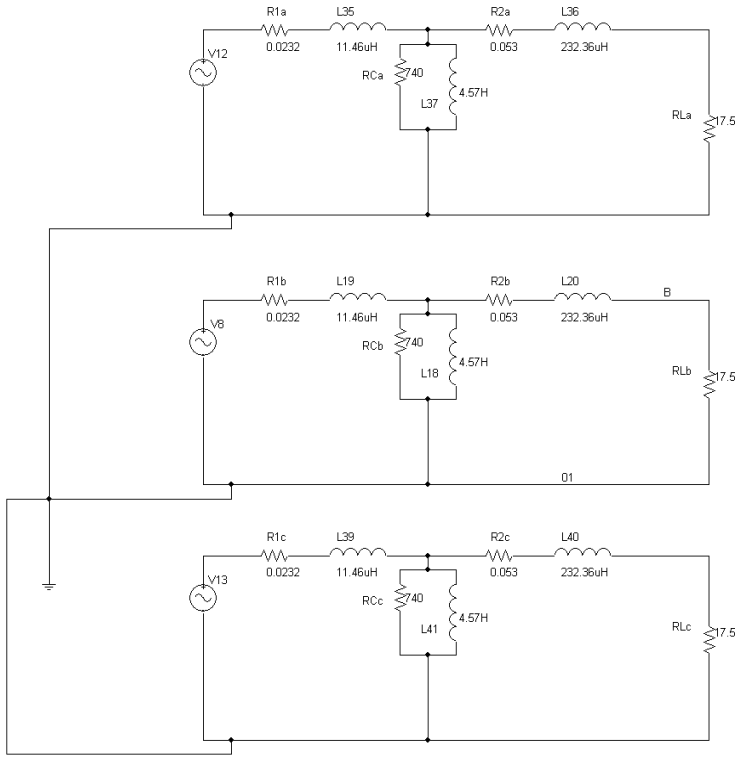 R1a L35 R2a L36
0.0232 11.46uH 0.053 232.36uH
V12
RCa 740
L37 4.57H
RLa 17.5
R1b L19 R2b L20 B
0.0232 11.46uH 0.053 232.36uH
V8
RCb 740
L18 4.57H
RLb 17.5
01
R1c L39 R2c L40
0.0232 11.46uH 0.053 232.36uH
V13
RCc 740
L41 4.57H
RLc 17.5